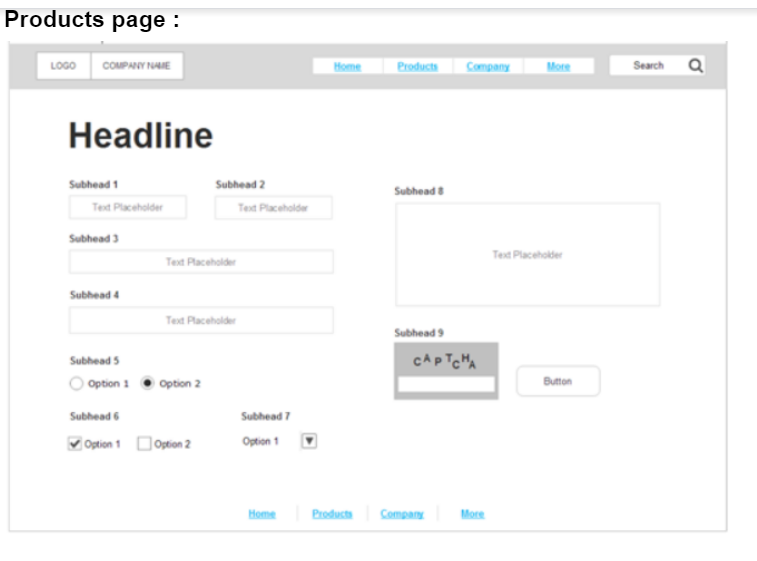 Products page :
LOGO COMPANY NAME Home Products Company More Search
Headline
Subhead 1 Subhead 2
Text Placeholder Text Placeholder
Subhead 3
Text Placeholder
Subhead 4
Text Placeholder
Subhead 5
Option 1 Option 2
Subhead 6 Subhead 7
Option 1 Option 2 Option 1
Subhead 8
Text Placeholder
Subhead 9
CAPTCHA
Button
Home Products Company More